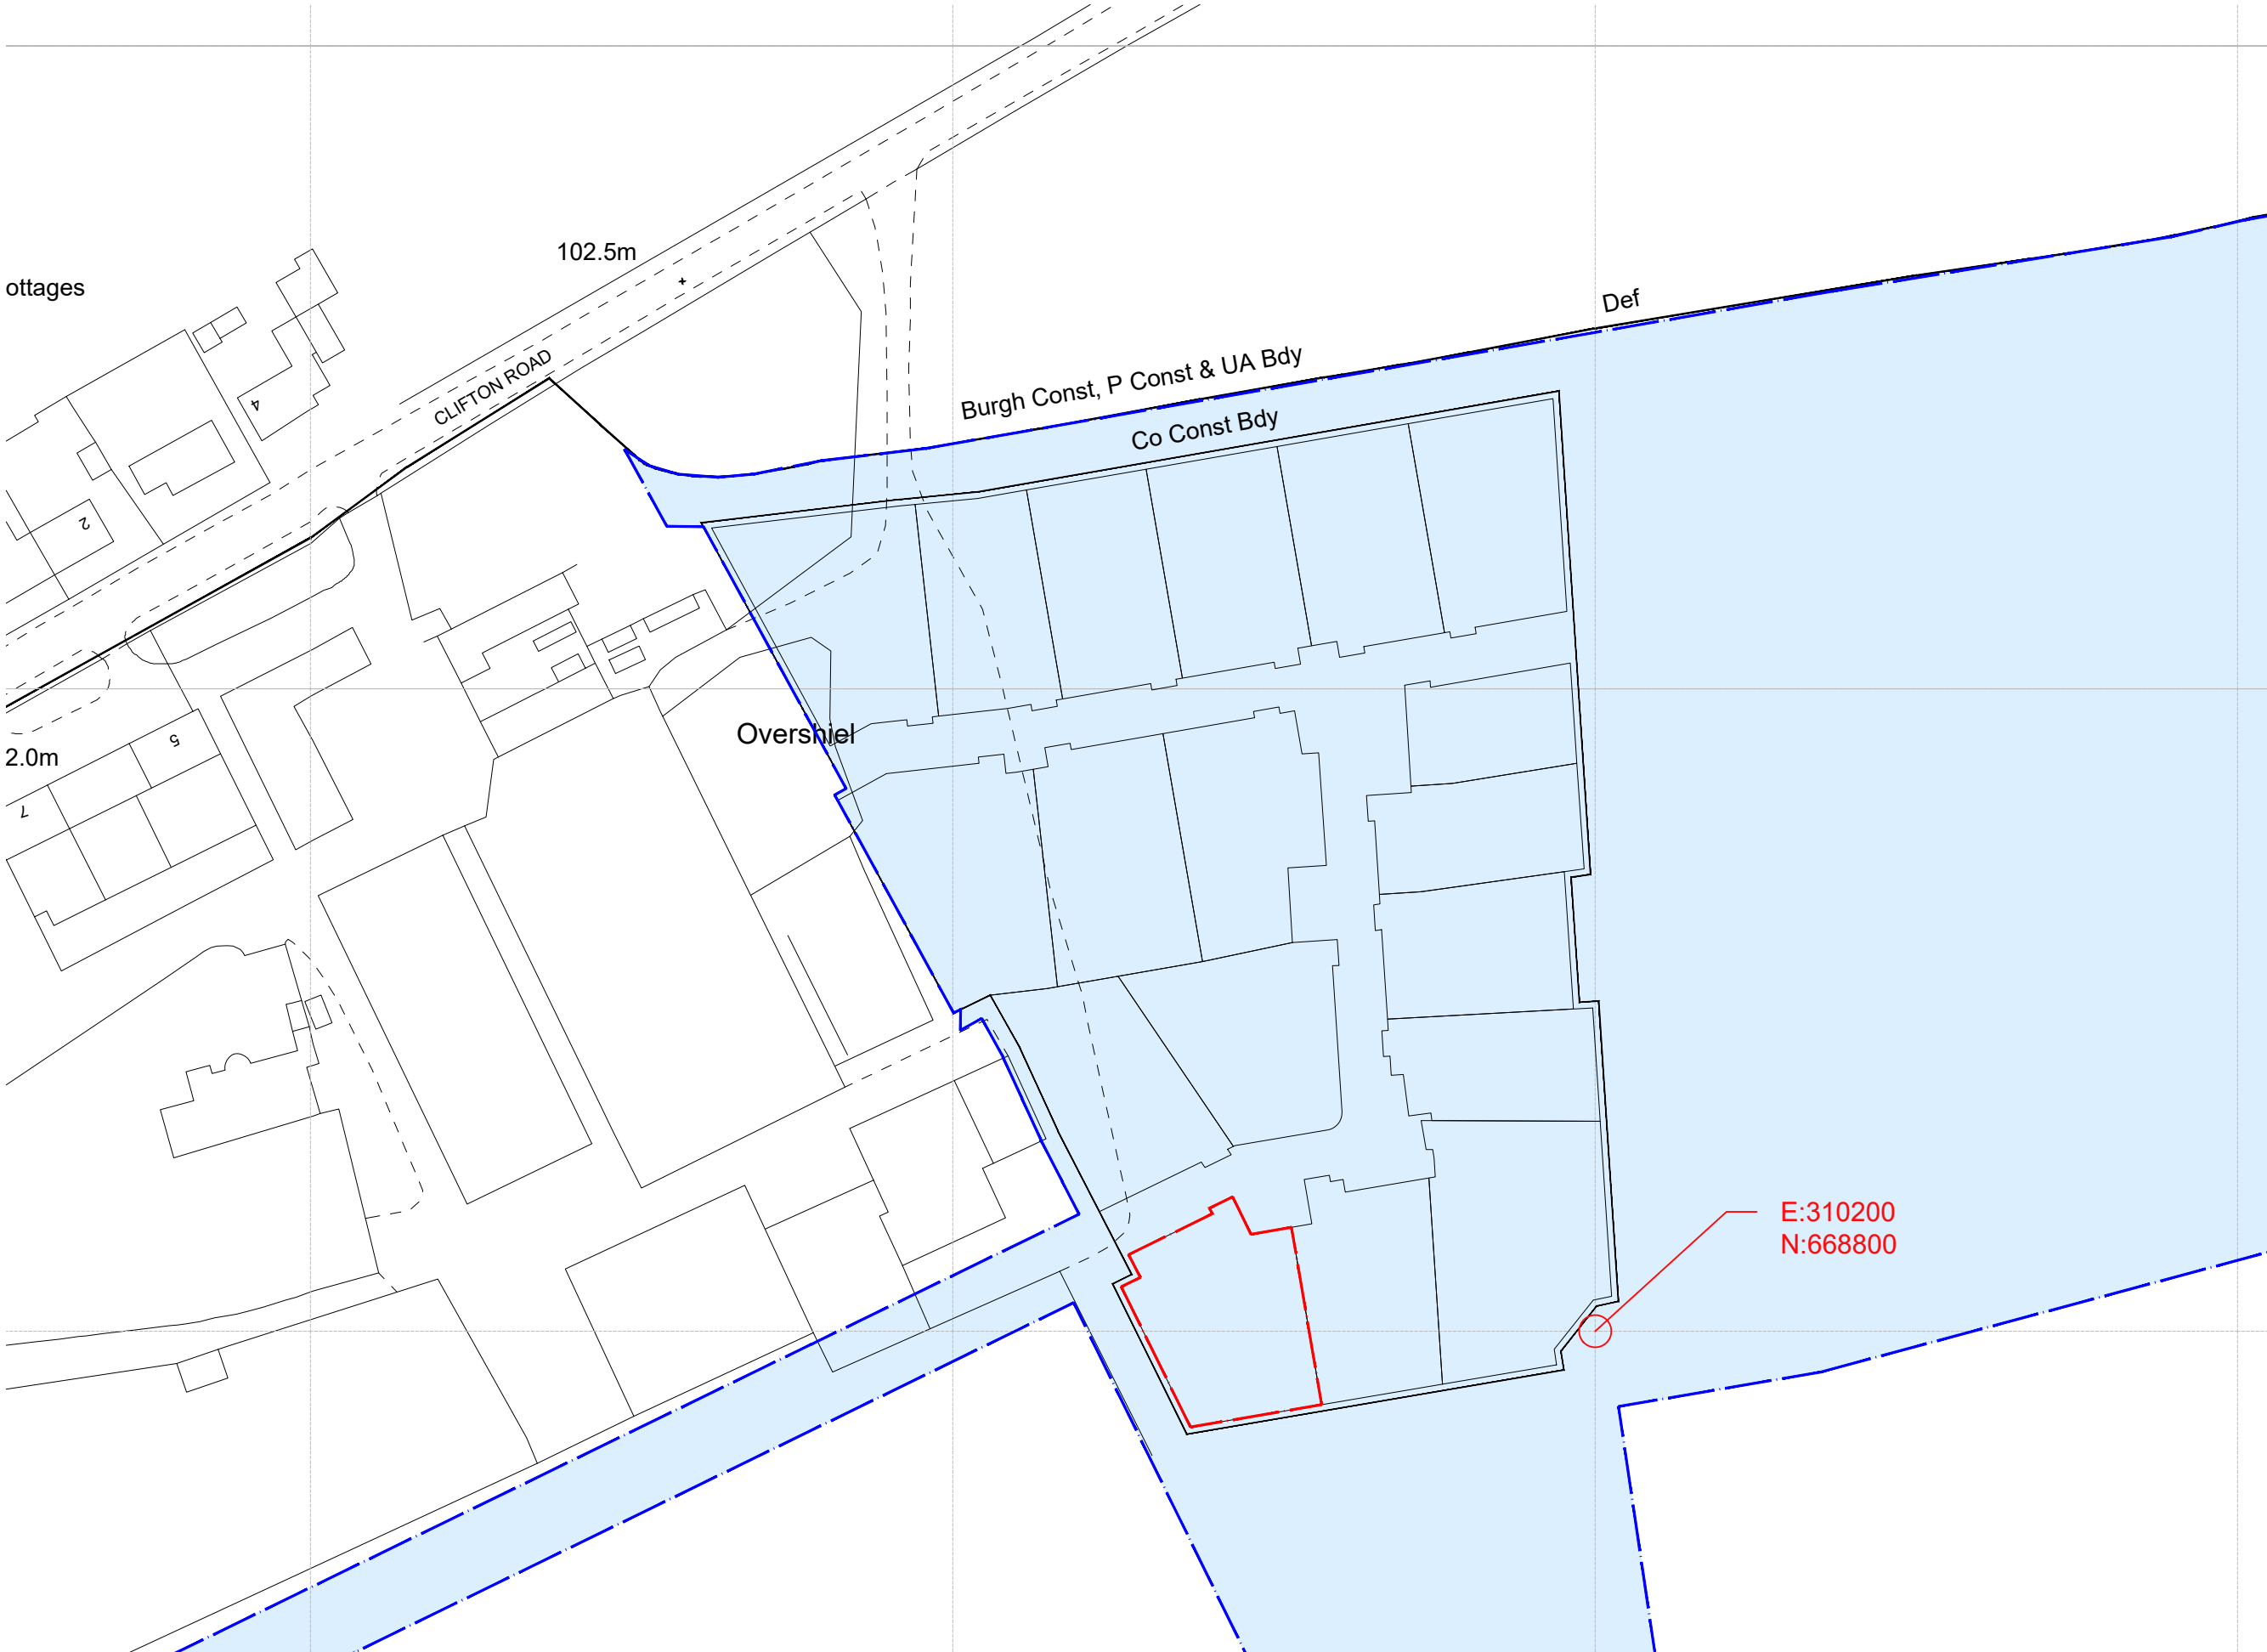 102.5m
ottages
Def
CLIFTON ROAD
Burgh Const, P Const & UA Bdy
4
Co Const Bdy
2
Overshiel
5
2.0m
7
E:310200
N:668800